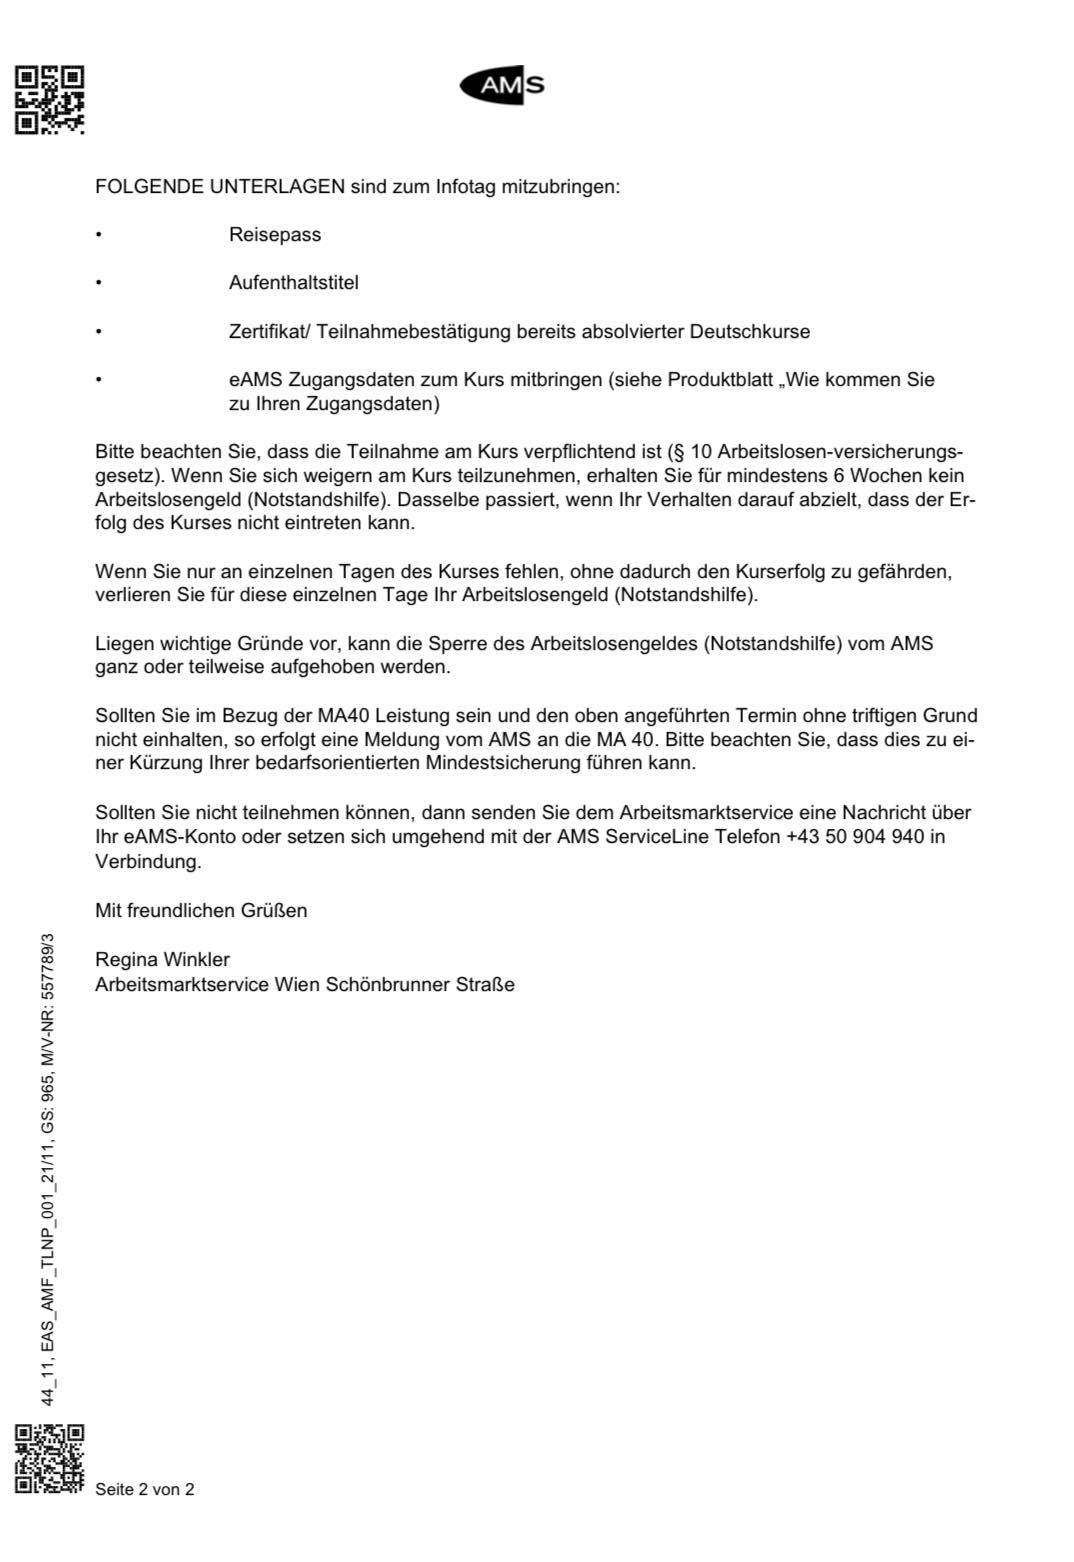 AMS
FOLGENDE UNTERLAGEN sind zum Infotag mitzubringen:
• Reisepass
• Aufenthaltstitel
• Zertifikat/ Teilnahmebestätigung bereits absolvierter Deutschkurse
• eAMS Zugangsdaten zum Kurs mitbringen (siehe Produktblatt „Wie kommen Sie
zu Ihren Zugangsdaten)
Bitte beachten Sie, dass die Teilnahme am Kurs verpflichtend ist (§ 10 Arbeitslosen-versicherungs-
gesetz). Wenn Sie sich weigern am Kurs teilzunehmen, erhalten Sie für mindestens 6 Wochen kein
Arbeitslosengeld (Notstandshilfe). Dasselbe passiert, wenn Ihr Verhalten darauf abzielt, dass der Er-
folg des Kurses nicht eintreten kann.
Wenn Sie nur an einzelnen Tagen des Kurses fehlen, ohne dadurch den Kurserfolg zu gefährden,
verlieren Sie für diese einzelnen Tage Ihr Arbeitslosengeld (Notstandshilfe).
Liegen wichtige Gründe vor, kann die Sperre des Arbeitslosengeldes (Notstandshilfe) vom AMS
ganz oder teilweise aufgehoben werden.
Sollten Sie im Bezug der MA40 Leistung sein und den oben angeführten Termin ohne triftigen Grund
nicht einhalten, so erfolgt eine Meldung vom AMS an die MA 40. Bitte beachten Sie, dass dies zu ei-
ner Kürzung Ihrer bedarfsorientierten Mindestsicherung führen kann.
Sollten Sie nicht teilnehmen können, dann senden Sie dem Arbeitsmarktservice eine Nachricht über
Ihr eAMS-Konto oder setzen sich umgehend mit der AMS ServiceLine Telefon +43 50 904 940 in
Verbindung.
Mit freundlichen Grüßen
Regina Winkler
Arbeitsmarktservice Wien Schönbrunner Straße
44_11, EAS_AMF_TLNP_001_21/11, GS: 965, M/V-NR: 557789/3
Seite 2 von 2